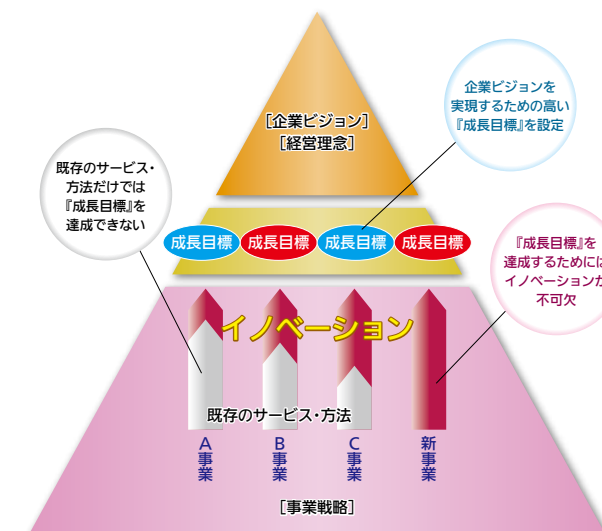 [企業ビジョン]
[経営理念]
企業ビジョンを
実現するための高い
『成長目標』を設定
既存のサービス・
方法だけでは
『成長目標』を
達成できない
成長目標 成長目標 成長目標 成長目標
『成長目標』を
達成するためには
イノベーションが
不可欠
イノベーション
既存のサービス・方法
A事業 B事業 C事業 新事業
[事業戦略]